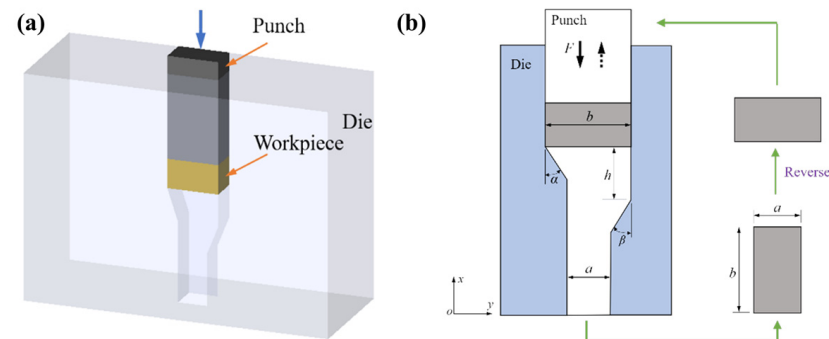 (a)
Punch
Die
Workpiece
(b)
Punch
F
Die
b
α
h
β
a
x
o
y
Reverse
a
b